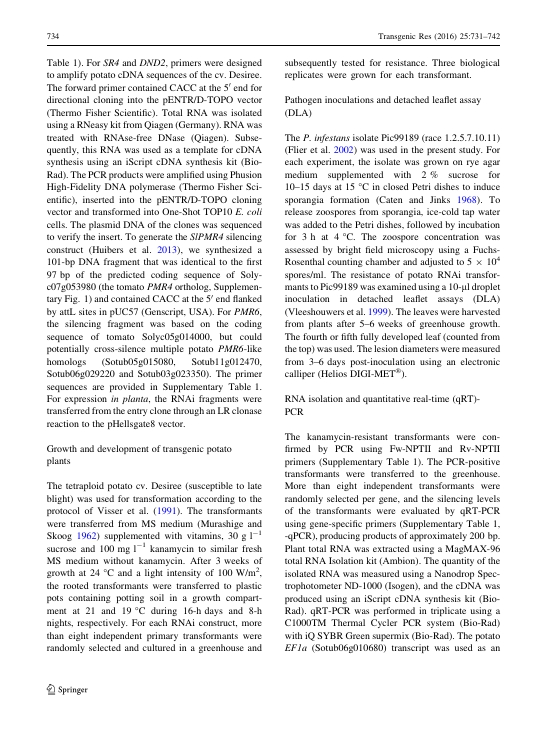 734
Transgenic Res (2016) 25:731–742
Table 1). For SR4 and DND2, primers were designed
to amplify potato cDNA sequences of the cv. Desiree.
The forward primer contained CACC at the 5′ end for
directional cloning into the pENTR/D-TOPO vector
(Thermo Fisher Scientific). Total RNA was isolated
using a RNeasy kit from Qiagen (Germany). RNA was
treated with RNAse-free DNase (Qiagen). Subse-
quently, this RNA was used as a template for cDNA
synthesis using an iScript cDNA synthesis kit (Bio-
Rad). The PCR products were amplified using Phusion
High-Fidelity DNA polymerase (Thermo Fisher Sci-
entific), inserted into the pENTR/D-TOPO cloning
vector and transformed into One-Shot TOP10 E. coli
cells. The plasmid DNA of the clones was sequenced
to verify the insert. To generate the SlPMR4 silencing
construct (Huibers et al. 2013), we synthesized a
101-bp DNA fragment that was identical to the first
97 bp of the predicted coding sequence of Soly-
c07g053980 (the tomato PMR4 ortholog, Supplemen-
tary Fig. 1) and contained CACC at the 5′ end flanked
by attL sites in pUC57 (Genscript, USA). For PMR6,
the silencing fragment was based on the coding
sequence of tomato Solyc05g014000, but could
potentially cross-silence multiple potato PMR6-like
homologs (Sotub05g015080, Sotub11g012470,
Sotub06g029220 and Sotub03g023350). The primer
sequences are provided in Supplementary Table 1.
For expression in planta, the RNAi fragments were
transferred from the entry clone through an LR clonase
reaction to the pHellsgate8 vector.
Growth and development of transgenic potato
plants
The tetraploid potato cv. Desiree (susceptible to late
blight) was used for transformation according to the
protocol of Visser et al. (1991). The transformants
were transferred from MS medium (Murashige and
Skoog 1962) supplemented with vitamins, 30 g l⁻¹
sucrose and 100 mg l⁻¹ kanamycin to similar fresh
MS medium without kanamycin. After 3 weeks of
growth at 24 °C and a light intensity of 100 W/m²,
the rooted transformants were transferred to plastic
pots containing potting soil in a growth compart-
ment at 21 and 19 °C during 16-h days and 8-h
nights, respectively. For each RNAi construct, more
than eight independent primary transformants were
randomly selected and cultured in a greenhouse and
subsequently tested for resistance. Three biological
replicates were grown for each transformant.
Pathogen inoculations and detached leaflet assay
(DLA)
The P. infestans isolate Pic99189 (race 1.2.5.7.10.11)
(Flier et al. 2002) was used in the present study. For
each experiment, the isolate was grown on rye agar
medium supplemented with 2 % sucrose for
10–15 days at 15 °C in closed Petri dishes to induce
sporangia formation (Caten and Jinks 1968). To
release zoospores from sporangia, ice-cold tap water
was added to the Petri dishes, followed by incubation
for 3 h at 4 °C. The zoospore concentration was
assessed by bright field microscopy using a Fuchs-
Rosenthal counting chamber and adjusted to 5 × 10⁴
spores/ml. The resistance of potato RNAi transfor-
mants to Pic99189 was examined using a 10-µl droplet
inoculation in detached leaflet assays (DLA)
(Vleeshouwers et al. 1999). The leaves were harvested
from plants after 5–6 weeks of greenhouse growth.
The fourth or fifth fully developed leaf (counted from
the top) was used. The lesion diameters were measured
from 3–6 days post-inoculation using an electronic
calliper (Helios DIGI-MET®).
RNA isolation and quantitative real-time (qRT)-
PCR
The kanamycin-resistant transformants were con-
firmed by PCR using Fw-NPTII and Rv-NPTII
primers (Supplementary Table 1). The PCR-positive
transformants were transferred to the greenhouse.
More than eight independent transformants were
randomly selected per gene, and the silencing levels
of the transformants were evaluated by qRT-PCR
using gene-specific primers (Supplementary Table 1,
-qPCR), producing products of approximately 200 bp.
Plant total RNA was extracted using a MagMAX-96
total RNA Isolation kit (Ambion). The quantity of the
isolated RNA was measured using a Nanodrop Spec-
trophotometer ND-1000 (Isogen), and the cDNA was
produced using an iScript cDNA synthesis kit (Bio-
Rad). qRT-PCR was performed in triplicate using a
C1000TM Thermal Cycler PCR system (Bio-Rad)
with iQ SYBR Green supermix (Bio-Rad). The potato
EF1a (Sotub06g010680) transcript was used as an
Springer